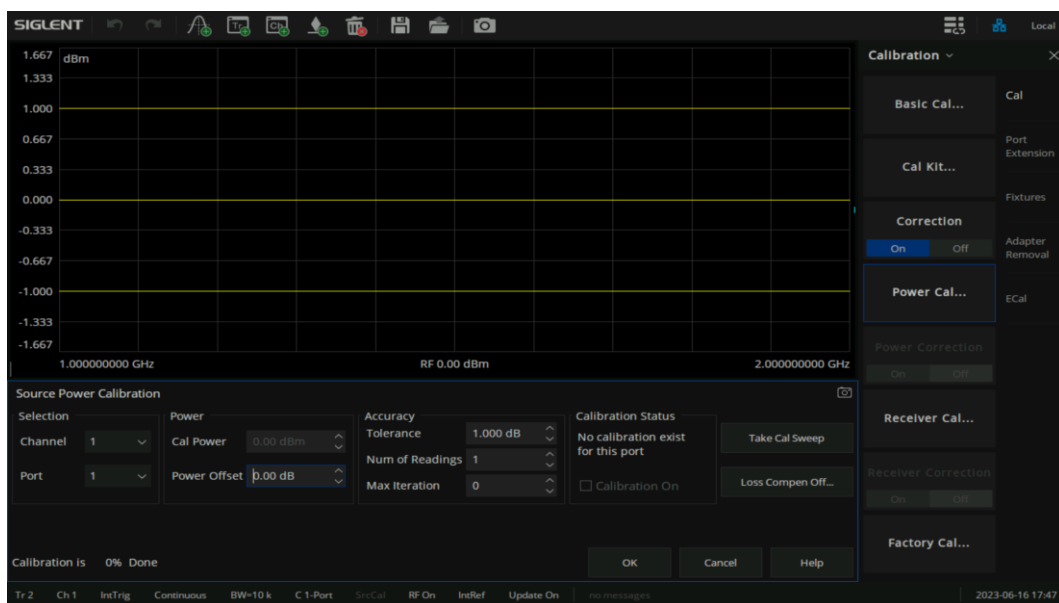 SIGLENT
Tr
Ch
Local
1.667 dBm
1.333
1.000
0.667
0.333
0.000
-0.333
-0.667
-1.000
-1.333
-1.667
1.000000000 GHz RF 0.00 dBm 2.000000000 GHz
Calibration
Basic Cal...
Cal Kit...
Correction
On Off
Power Cal...
Power Correction
On Off
Receiver Cal...
Receiver Correction
On Off
Factory Cal...
Cal
Port
Extension
Fixtures
Adapter
Removal
ECal
Source Power Calibration
Selection
Channel 1
Port 1
Power
Cal Power 0.00 dBm
Power Offset 0.00 dB
Accuracy
Tolerance 1.000 dB
Num of Readings 1
Max Iteration 0
Calibration Status
No calibration exist
for this port
Calibration On
Take Cal Sweep
Loss Compen Off...
Calibration is 0% Done
OK Cancel Help
Tr 2 Ch 1 IntTrig Continuous BW=10 k C 1-Port SrcCal RF On IntRef Update On no messages 2023-06-16 17:47